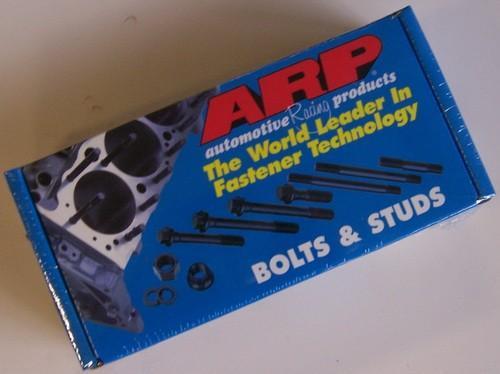 ARP
automotive Racing products
The World Leader In
Fastener Technology
BOLTS & STUDS